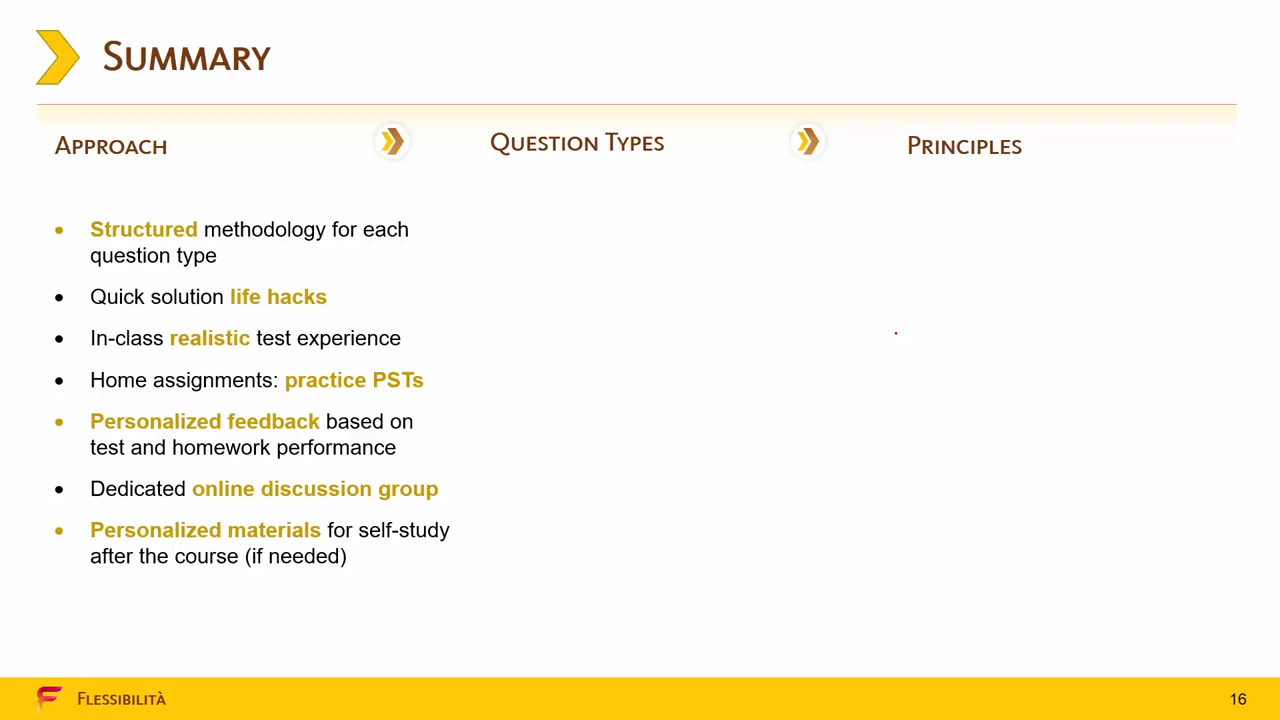 Summary
Approach
Question Types
Principles
Structured methodology for each
question type
Quick solution life hacks
In-class realistic test experience
Home assignments: practice PSTs
Personalized feedback based on
test and homework performance
Dedicated online discussion group
Personalized materials for self-study
after the course (if needed)
Flessibilità
16